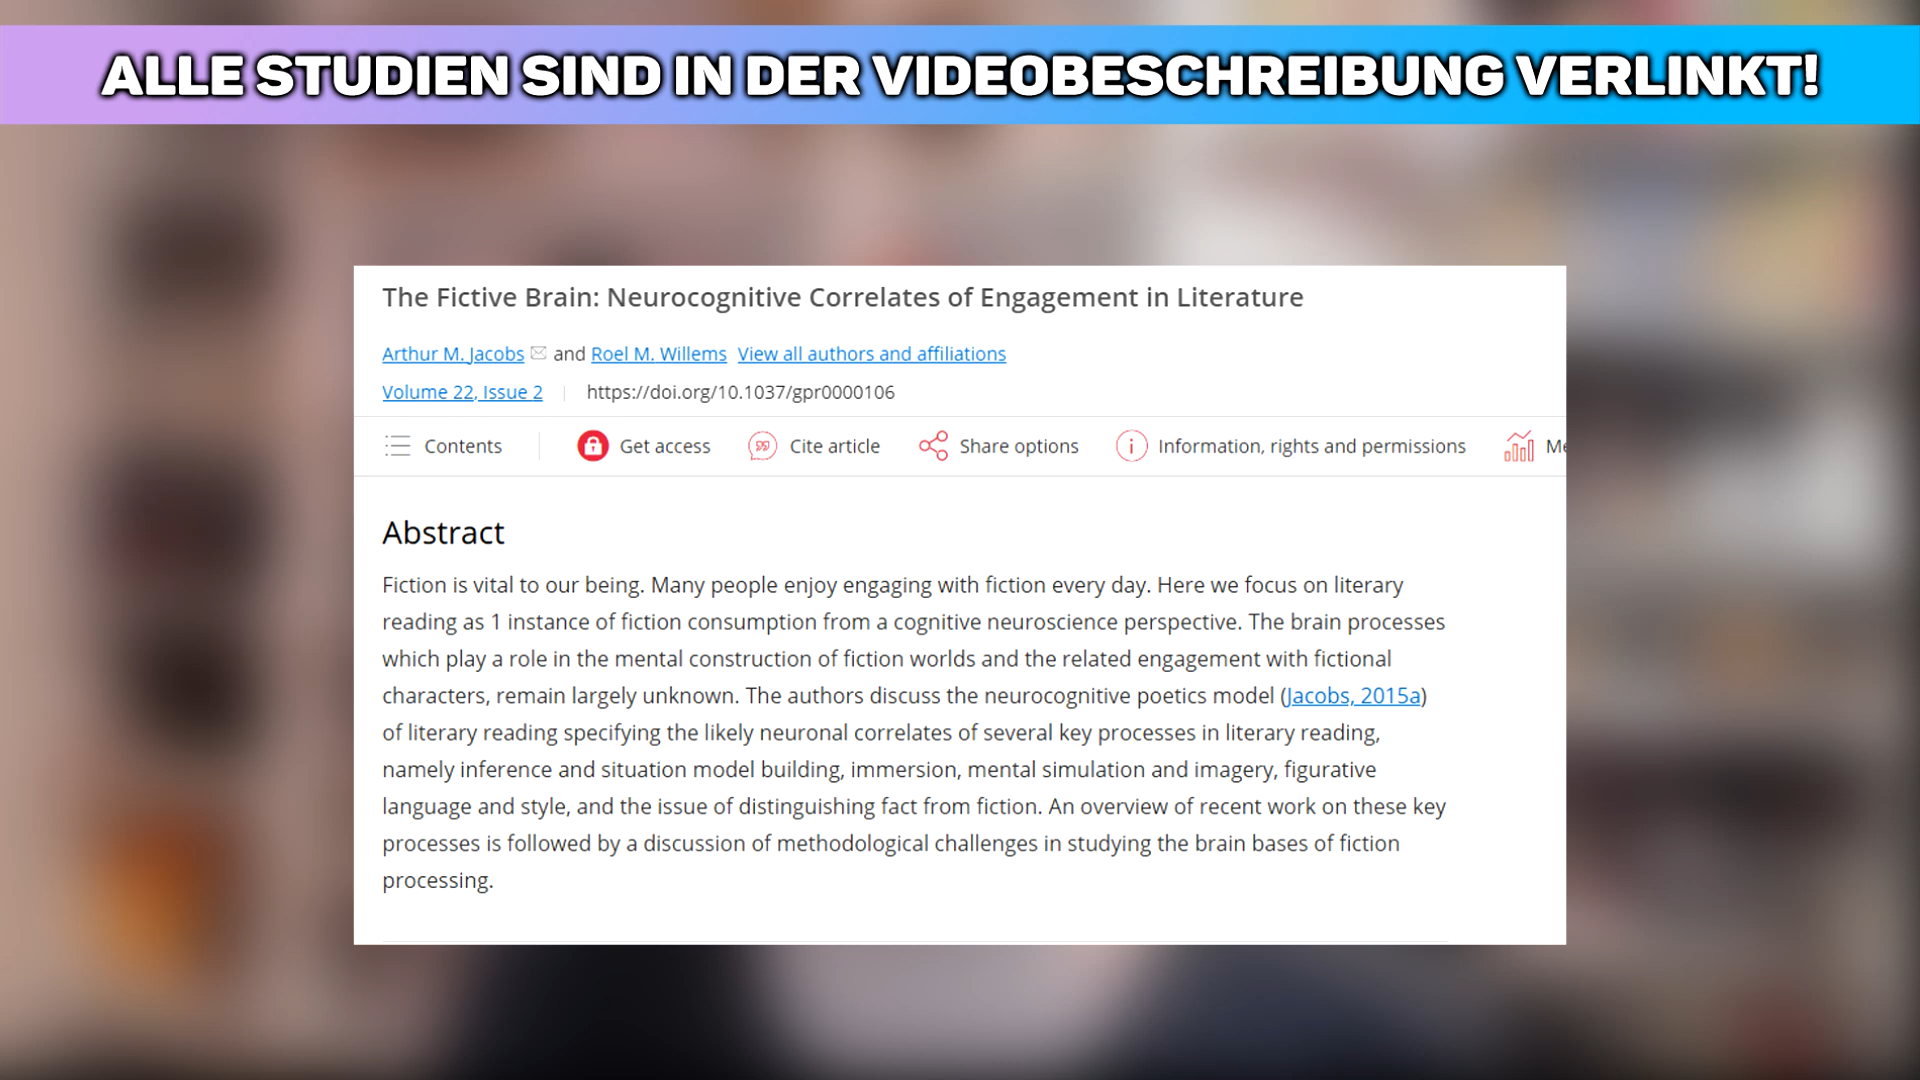 ALLE STUDIEN SIND IN DER VIDEOBESCHREIBUNG VERLINKT!
The Fictive Brain: Neurocognitive Correlates of Engagement in Literature
Arthur M. Jacobs and Roel M. Willems View all authors and affiliations
Volume 22, Issue 2 https://doi.org/10.1037/gpr0000106
Contents Get access Cite article Share options Information, rights and permissions
Abstract
Fiction is vital to our being. Many people enjoy engaging with fiction every day. Here we focus on literary
reading as 1 instance of fiction consumption from a cognitive neuroscience perspective. The brain processes
which play a role in the mental construction of fiction worlds and the related engagement with fictional
characters, remain largely unknown. The authors discuss the neurocognitive poetics model (Jacobs, 2015a)
of literary reading specifying the likely neuronal correlates of several key processes in literary reading,
namely inference and situation model building, immersion, mental simulation and imagery, figurative
language and style, and the issue of distinguishing fact from fiction. An overview of recent work on these key
processes is followed by a discussion of methodological challenges in studying the brain bases of fiction
processing.